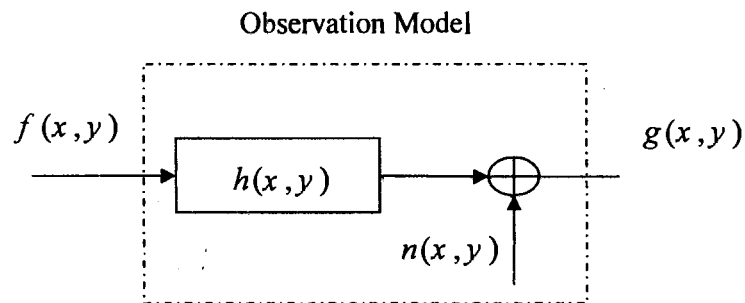 Observation Model
f(x,y)
g(x,y)
h(x,y)
n(x,y)